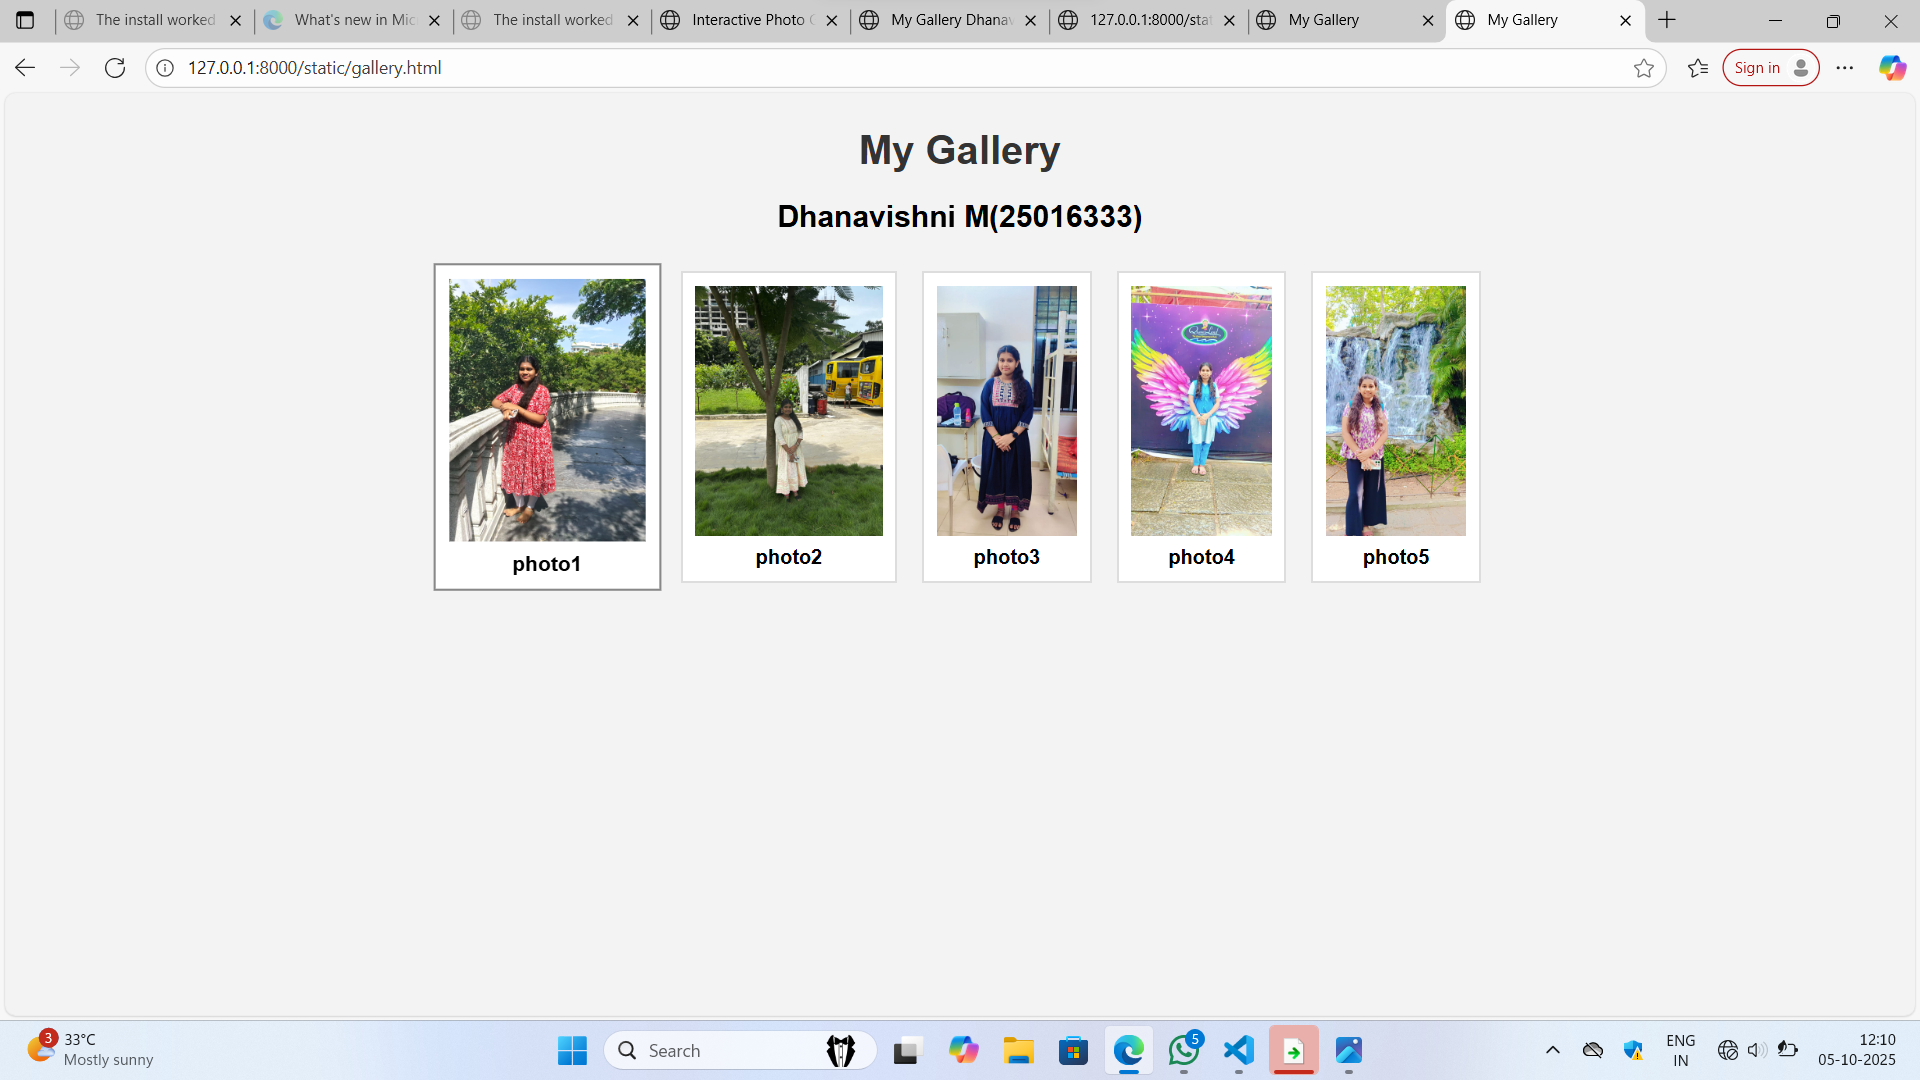 The install worked
What's new in Mic
The install worked
Interactive Photo
My Gallery Dhanav
127.0.0.1:8000/stat
My Gallery
My Gallery
127.0.0.1:8000/static/gallery.html
Sign in
My Gallery
Dhanavishni M(25016333)
photo1
photo2
photo3
photo4
photo5
3
33°C
Mostly sunny
Search
5
ENG
IN
12:10
05-10-2025